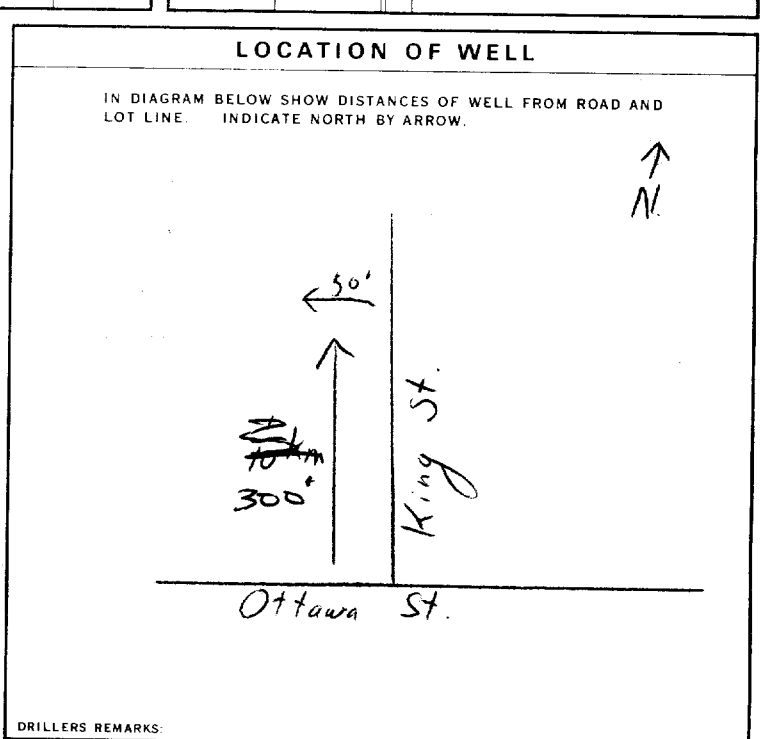 LOCATION OF WELL
IN DIAGRAM BELOW SHOW DISTANCES OF WELL FROM ROAD AND
LOT LINE. INDICATE NORTH BY ARROW.
N.
50'
King St.
km
300'
Ottawa St.
DRILLERS REMARKS: